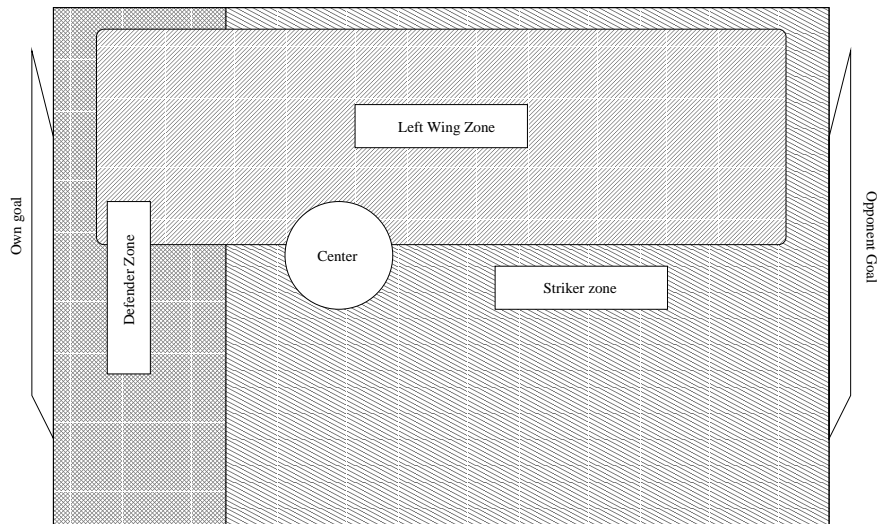 Left Wing Zone
Own goal
Defender Zone
Center
Striker zone
Opponent Goal